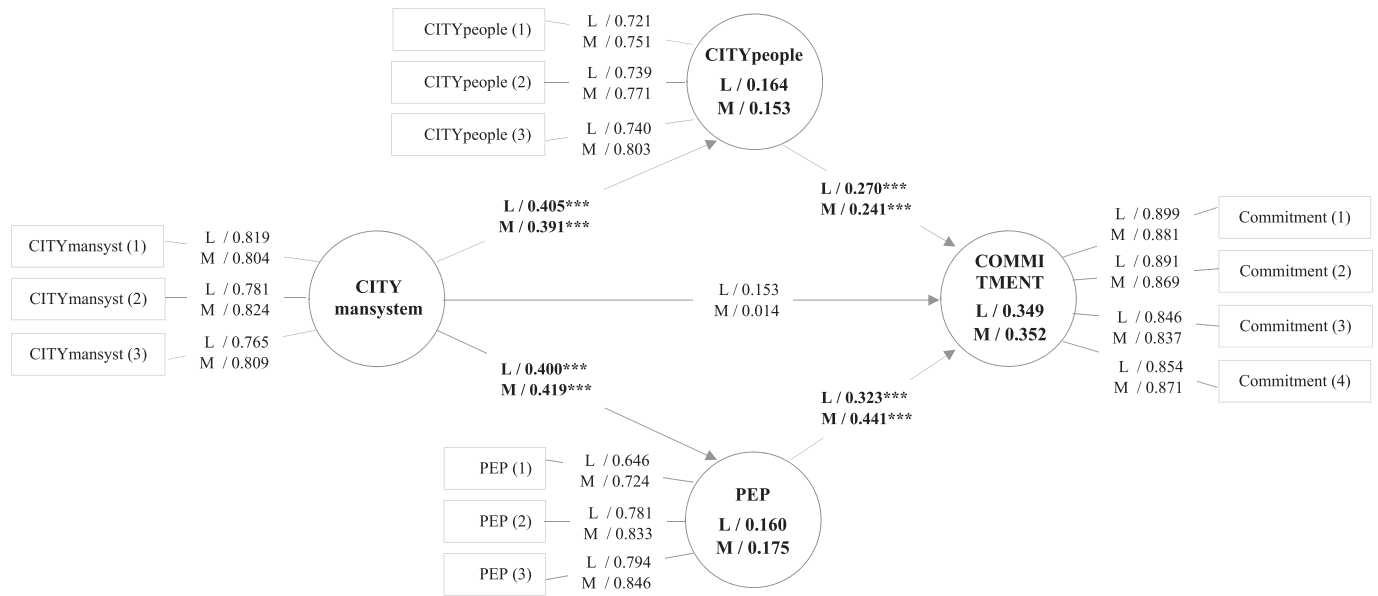 CITYpeople (1)
L / 0.721
M / 0.751
CITYpeople (2)
L / 0.739
M / 0.771
CITYpeople (3)
L / 0.740
M / 0.803
CITYpeople
L / 0.164
M / 0.153
L / 0.405***
M / 0.391***
L / 0.270***
M / 0.241***
CITYmansyst (1)
L / 0.819
M / 0.804
CITYmansyst (2)
L / 0.781
M / 0.824
CITYmansyst (3)
L / 0.765
M / 0.809
CITY
mansystem
L / 0.153
M / 0.014
COMMI
TMENT
L / 0.349
M / 0.352
L / 0.899
M / 0.881
Commitment (1)
L / 0.891
M / 0.869
Commitment (2)
L / 0.846
M / 0.837
Commitment (3)
L / 0.854
M / 0.871
Commitment (4)
L / 0.400***
M / 0.419***
L / 0.323***
M / 0.441***
PEP (1)
L / 0.646
M / 0.724
PEP (2)
L / 0.781
M / 0.833
PEP (3)
L / 0.794
M / 0.846
PEP
L / 0.160
M / 0.175